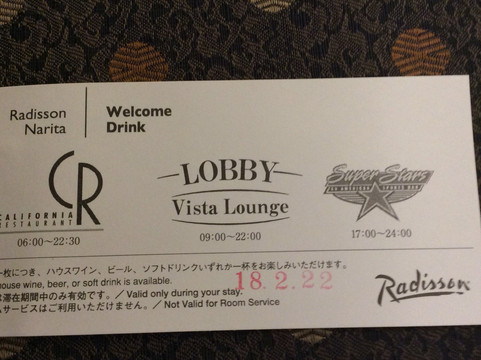 Radisson
Narita
Welcome
Drink
CR
CALIFORNIA
RESTAURANT
06:00~22:30
LOBBY
Vista Lounge
09:00~22:00
Super Stars
AN AMERICAN SPORTS BAR
17:00~24:00
一枚につき、ハウスワイン、ビール、ソフトドリンクいずれか一杯をお楽しみいただけます。
house wine, beer, or soft drink is available.
滞在期間中のみ有効です。/ Valid only during your stay.
18.2.22
サービスはご利用いただけません。/ Not Valid for Room Service
Radisson